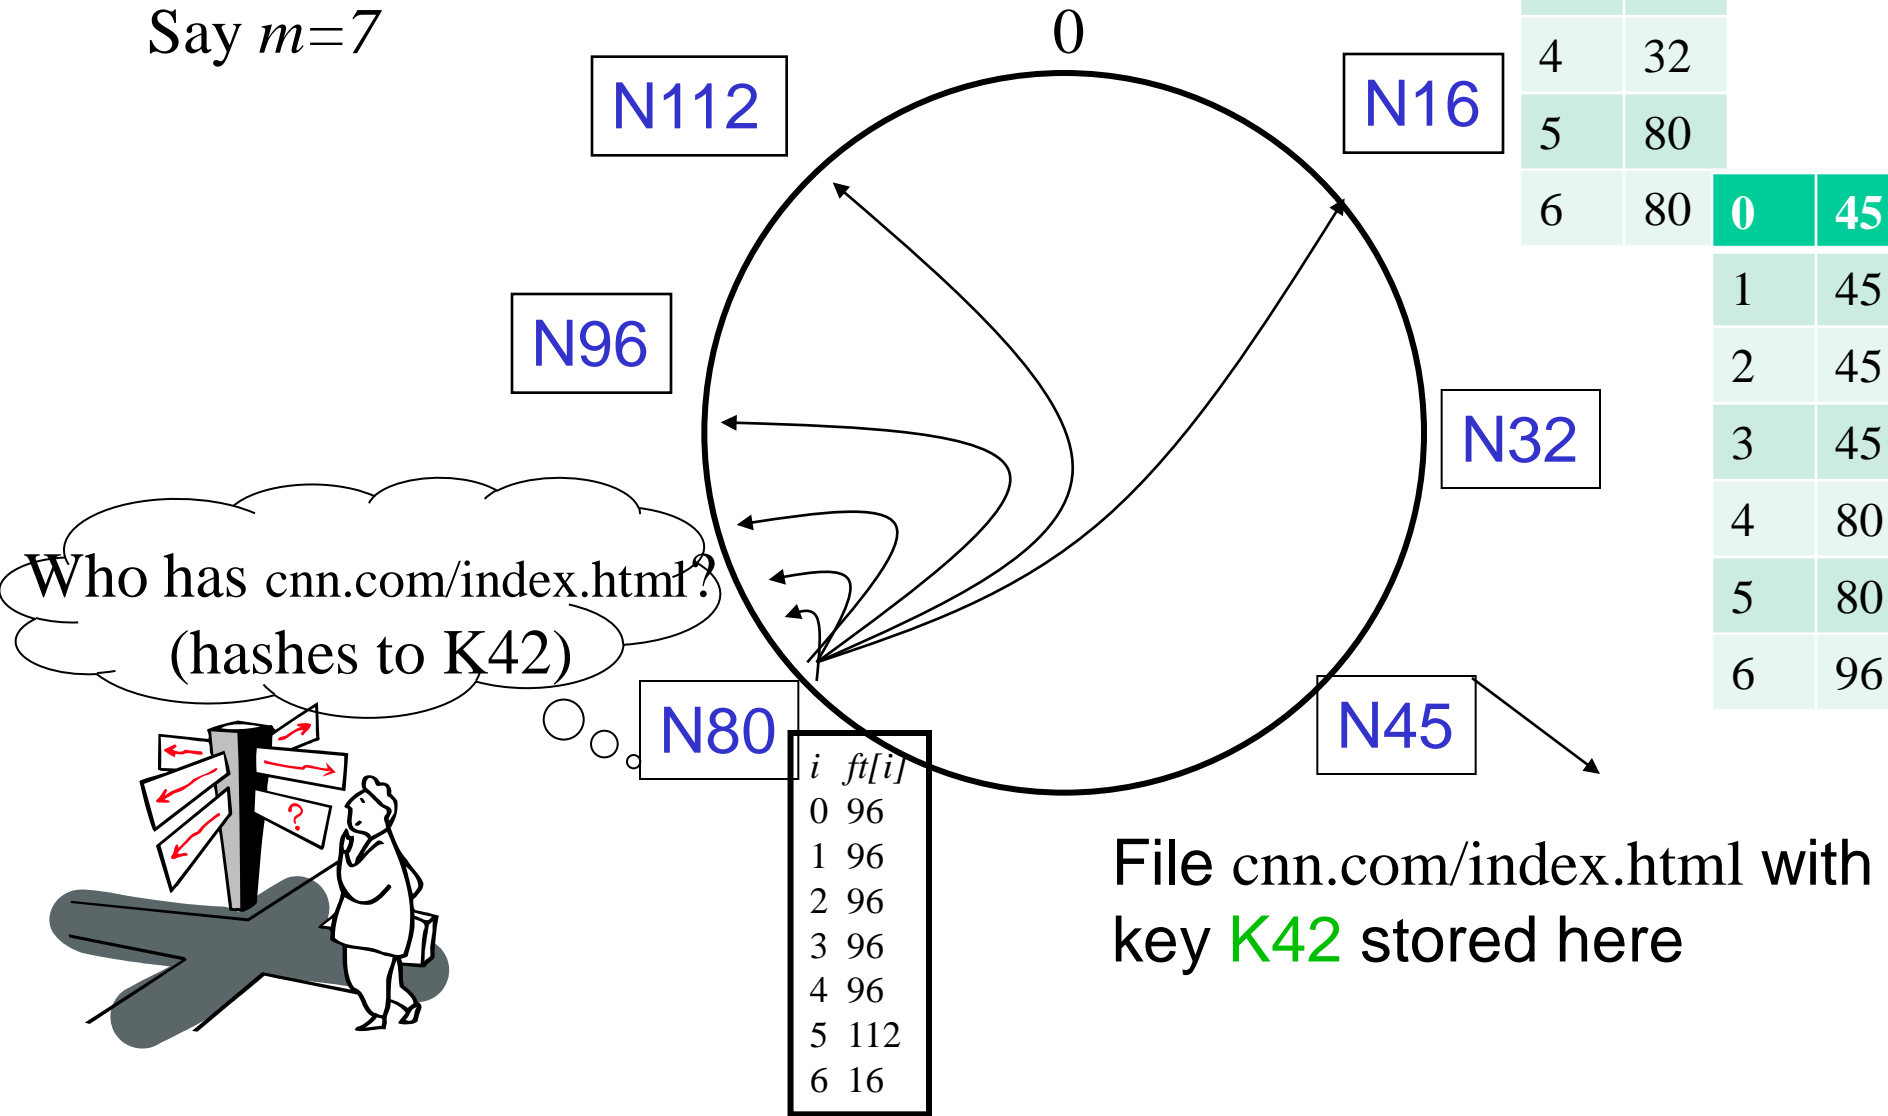 Say m=7
0
N112
N16
4 32
5 80
6 80
0 45
1 45
2 45
3 45
4 80
5 80
6 96
N96
N32
Who has cnn.com/index.html?
(hashes to K42)
N80
N45
i ft[i]
0 96
1 96
2 96
3 96
4 96
5 112
6 16
?
File cnn.com/index.html with
key K42 stored here